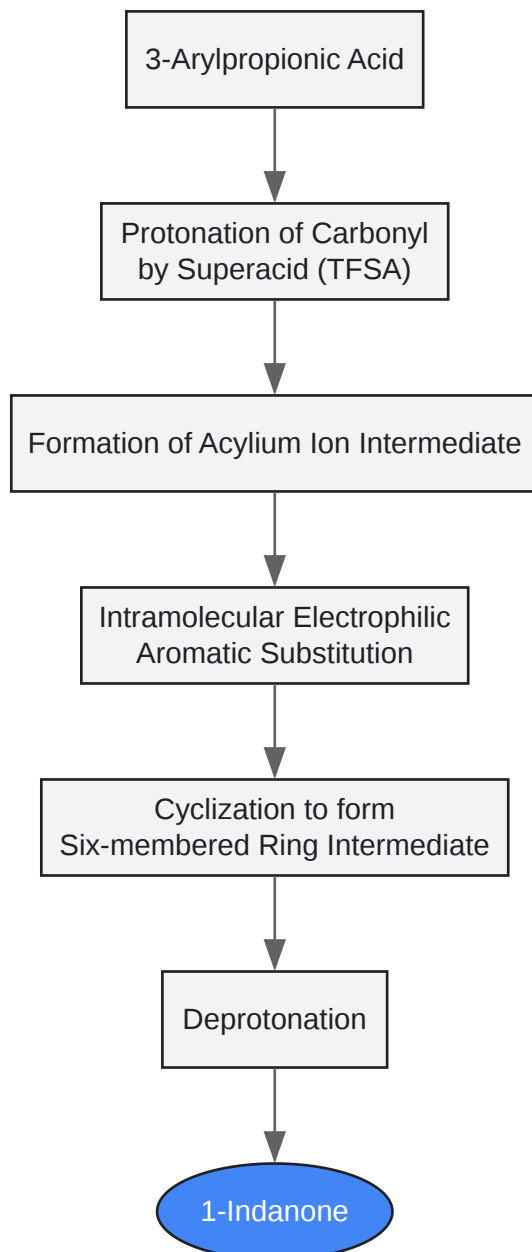 3-Arylpropionic Acid
Protonation of Carbonyl
by Superacid (TFSA)
Formation of Acylium Ion Intermediate
Intramolecular Electrophilic
Aromatic Substitution
Cyclization to form
Six-membered Ring Intermediate
Deprotonation
1-Indanone